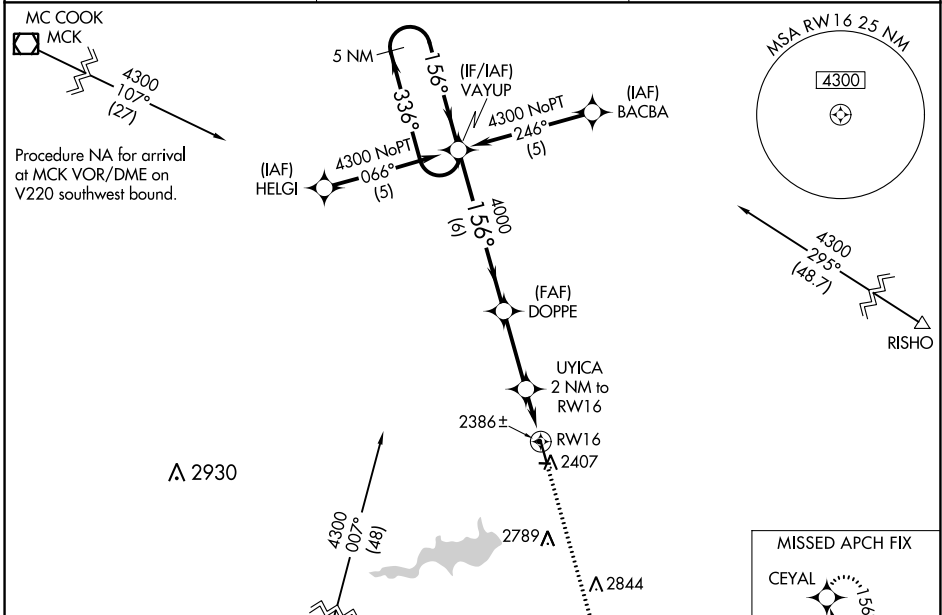 MC COOK
MCK
4300
107°
(27)
Procedure NA for arrival
at MCK VOR/DME on
V220 southwest bound.
5 NM
336°
156°
(IF/IAF)
VAYUP
4300 NoPT
246°
(5)
(IAF)
BACBA
MSA RW16 25 NM
4300
(IAF)
HELGI
4300 NoPT
066°
(5)
4000
156°
(6)
4300
295°
(48.7)
RISHO
(FAF)
DOPPE
UYICA
2 NM to
RW16
2386±
RW16
2407
2930
4300
007°
(48)
2789
2844
MISSED APCH FIX
CEYAL
156°